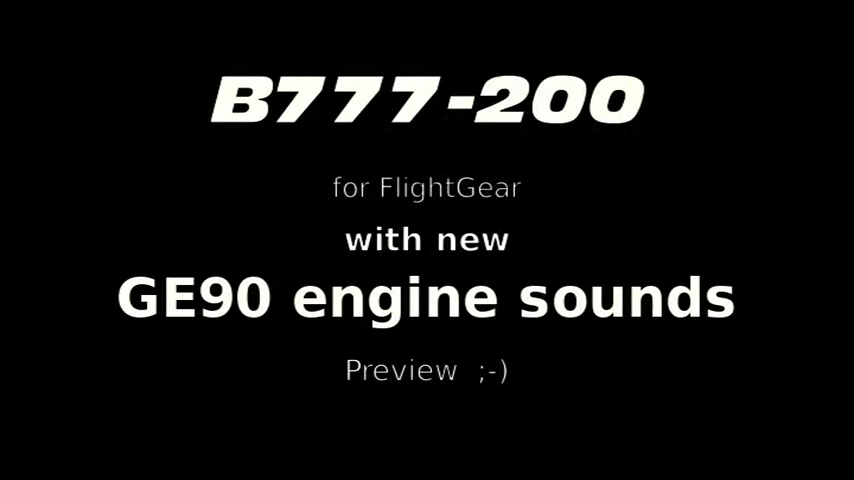 B777-200
for FlightGear
with new
GE90 engine sounds
Preview ;-)